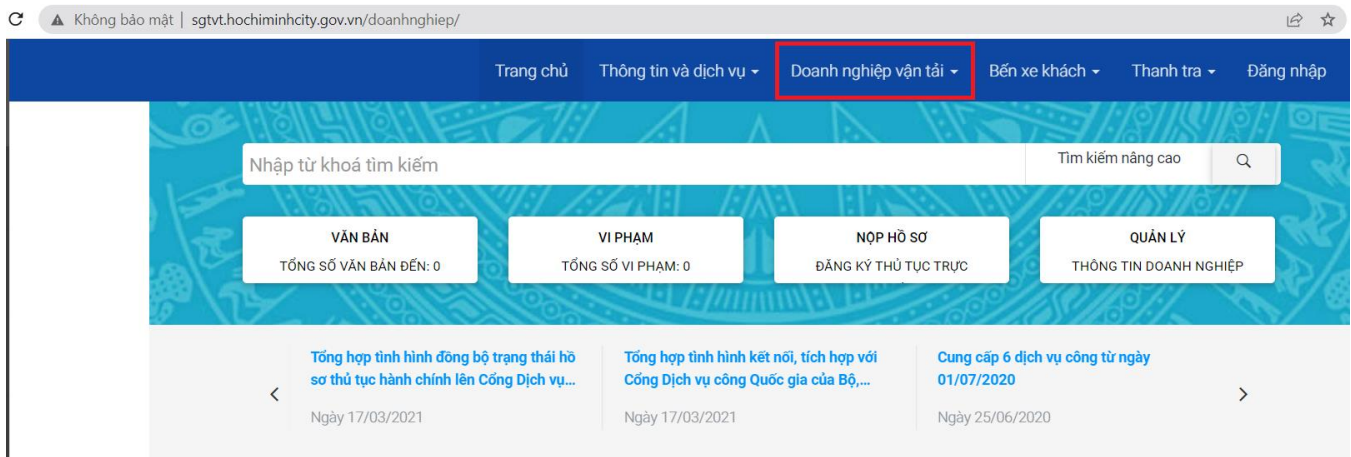 Không bảo mật | sgtvt.hochiminhcity.gov.vn/doanhnghiep/
Trang chủ Thông tin và dịch vụ Doanh nghiệp vận tải Bến xe khách Thanh tra Đăng nhập
Nhập từ khoá tìm kiếm Tìm kiếm nâng cao
VĂN BẢN VI PHẠM NỘP HỒ SƠ QUẢN LÝ
TỔNG SỐ VĂN BẢN ĐẾN: 0 TỔNG SỐ VI PHẠM: 0 ĐĂNG KÝ THỦ TỤC TRỰC THÔNG TIN DOANH NGHIỆP
Tổng hợp tình hình đồng bộ trạng thái hồ
sơ thủ tục hành chính lên Cổng Dịch vụ...
Ngày 17/03/2021
Tổng hợp tình hình kết nối, tích hợp với
Cổng Dịch vụ công Quốc gia của Bộ,...
Ngày 17/03/2021
Cung cấp 6 dịch vụ công từ ngày
01/07/2020
Ngày 25/06/2020